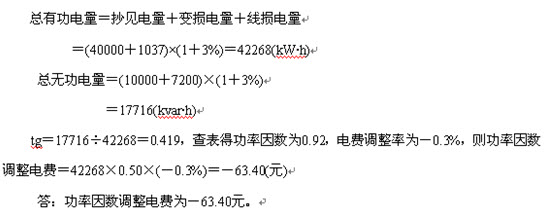 总有功电量＝抄见电量＋变损电量＋线损电量
＝(40000＋1037)×(1＋3%)＝42268(kW·h)
总无功电量＝(10000＋7200)×(1＋3%)
＝17716(kvar·h)
tg＝17716÷42268＝0.419，查表得功率因数为0.92，电费调整率为－0.3%，则功率因数
调整电费＝42268×0.50×(－0.3%)＝－63.40(元)
答：功率因数调整电费为－63.40元。